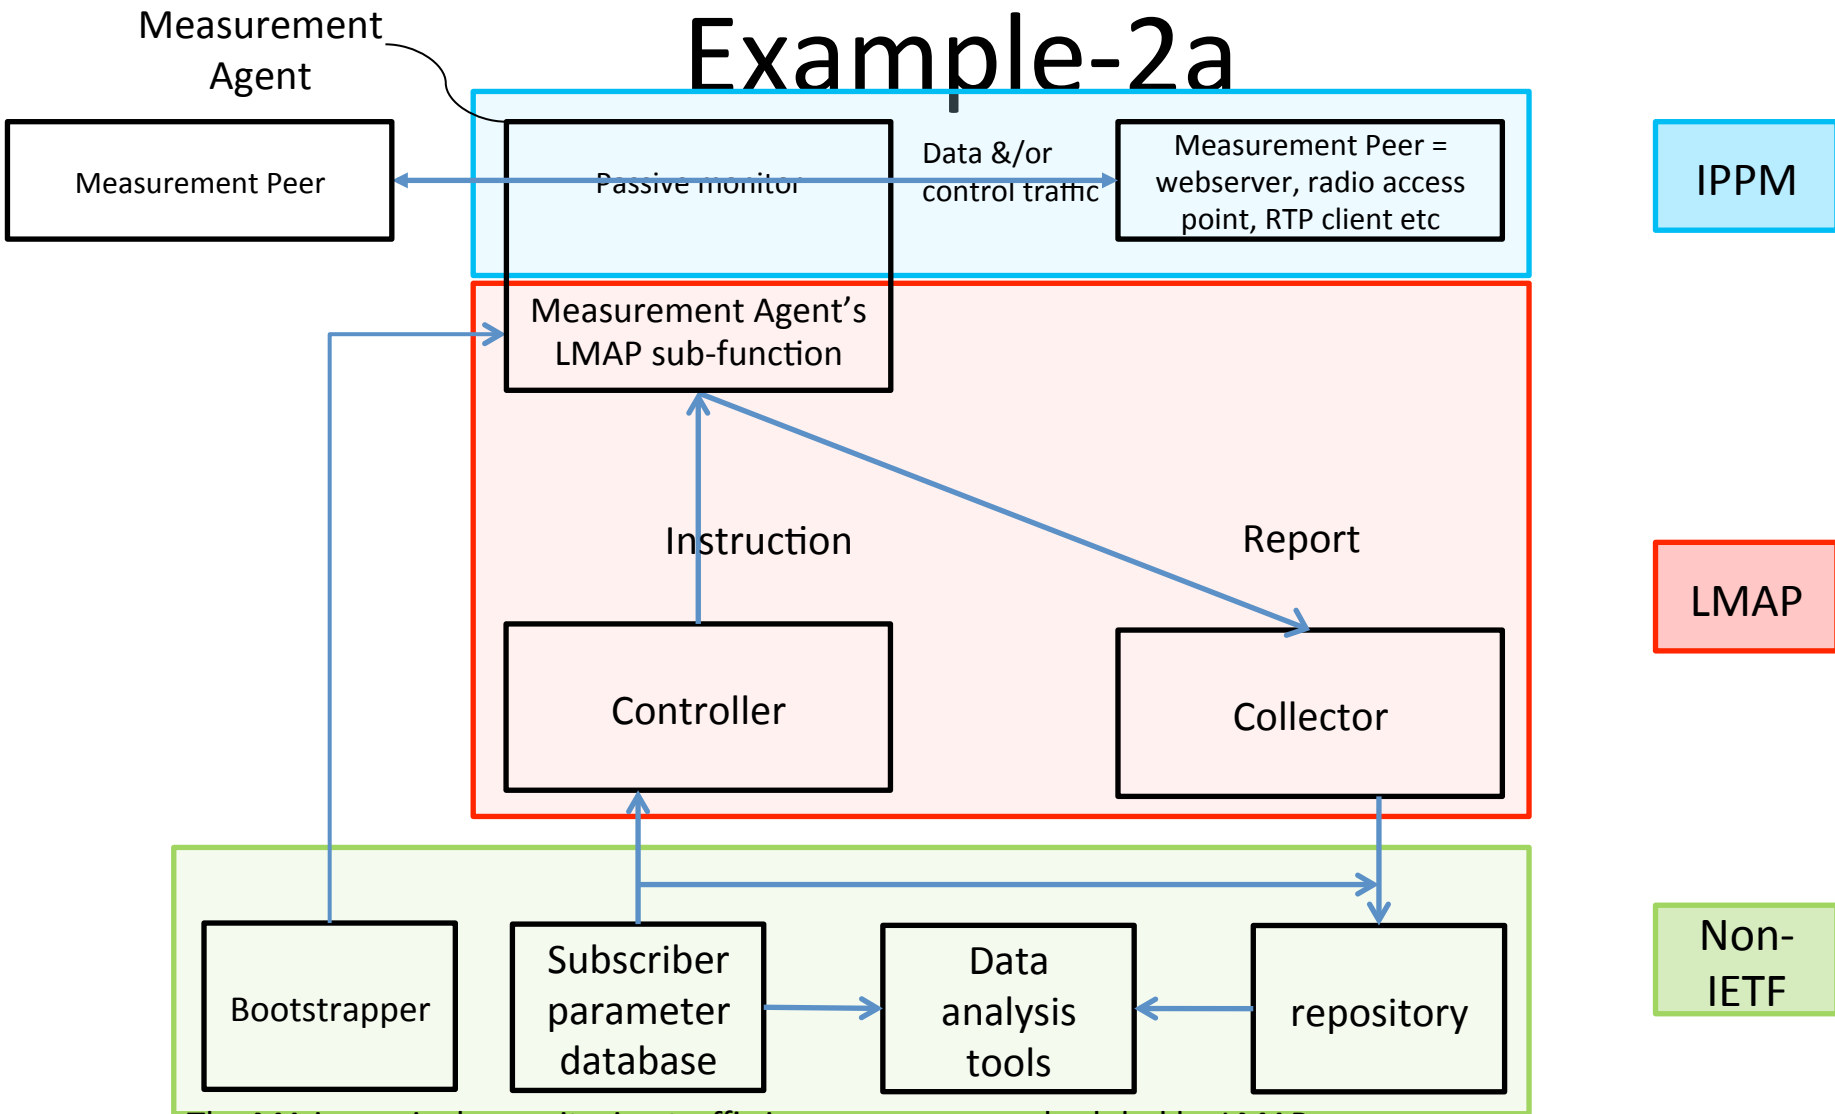 Example-2a
Measurement
Agent
Measurement Peer
Passive monitor
Data &/or
control traffic
Measurement Peer =
webserver, radio access
point, RTP client etc
IPPM
Measurement Agent’s
LMAP sub-function
Instruction
Report
LMAP
Controller
Collector
Bootstrapper
Subscriber
parameter
database
Data
analysis
tools
repository
Non-
IETF